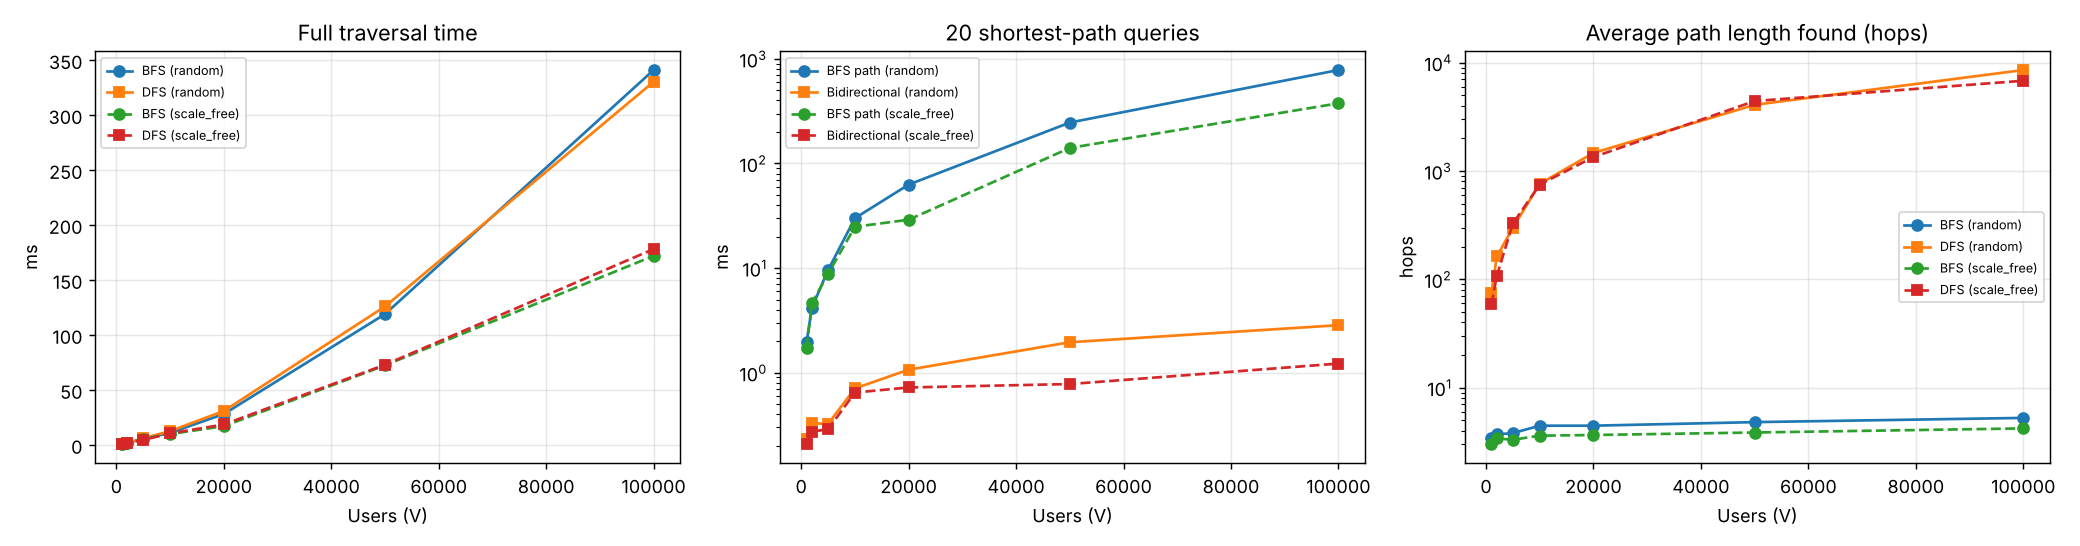 Full traversal time
350
300
250
200
150
100
50
0
ms
BFS (random)
DFS (random)
BFS (scale_free)
DFS (scale_free)
0 20000 40000 60000 80000 100000
Users (V)
20 shortest-path queries
10³
10²
10¹
10⁰
ms
BFS path (random)
Bidirectional (random)
BFS path (scale_free)
Bidirectional (scale_free)
0 20000 40000 60000 80000 100000
Users (V)
Average path length found (hops)
10⁴
10³
10²
10¹
hops
BFS (random)
DFS (random)
BFS (scale_free)
DFS (scale_free)
0 20000 40000 60000 80000 100000
Users (V)